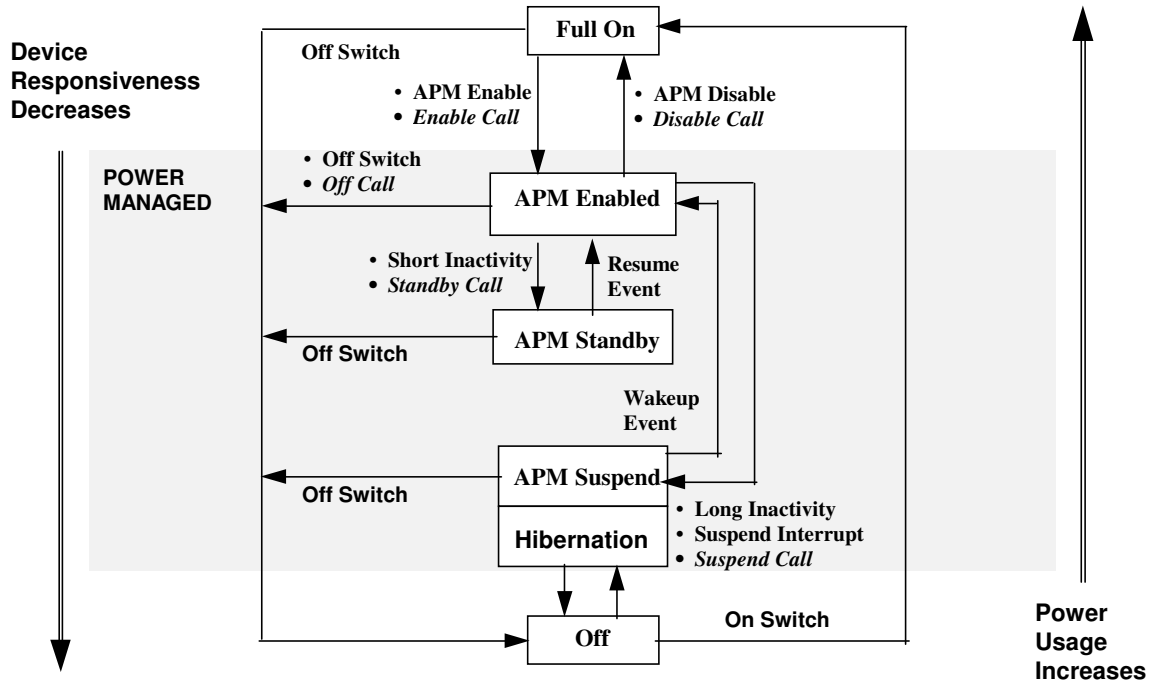 Full On
Device
Responsiveness
Decreases
Off Switch
• APM Enable
• Enable Call
• APM Disable
• Disable Call
POWER
MANAGED
• Off Switch
• Off Call
APM Enabled
• Short Inactivity
• Standby Call
Resume
Event
APM Standby
Off Switch
Wakeup
Event
APM Suspend
Off Switch
Hibernation
• Long Inactivity
• Suspend Interrupt
• Suspend Call
Off
On Switch
Power
Usage
Increases